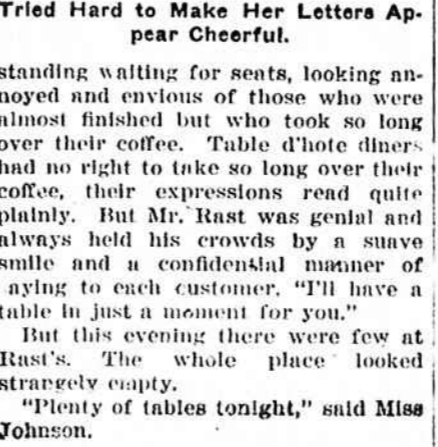 Tried Hard to Make Her Letters Ap-
pear Cheerful.
standing waiting for seats, looking an-
noyed and envious of those who were
almost finished but who took so long
over their coffee. Table d'hote diners
had no right to take so long over their
coffee, their expressions read quite
plainly. But Mr. Rast was genial and
always held his crowds by a suave
smile and a confidential manner of
saying to each customer, "I'll have a
table in just a moment for you."
But this evening there were few at
Rast's. The whole place looked
strangely empty.
"Plenty of tables tonight," said Miss
Johnson.